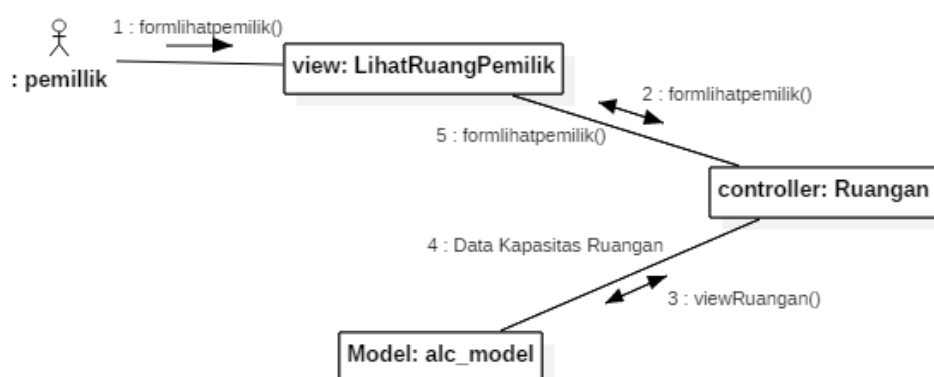 1 : formlihatpemilik()
: pemillik
view: LihatRuangPemilik
2 : formlihatpemilik()
5 : formlihatpemilik()
controller: Ruangan
4 : Data Kapasitas Ruangan
3 : viewRuangan()
Model: alc_model